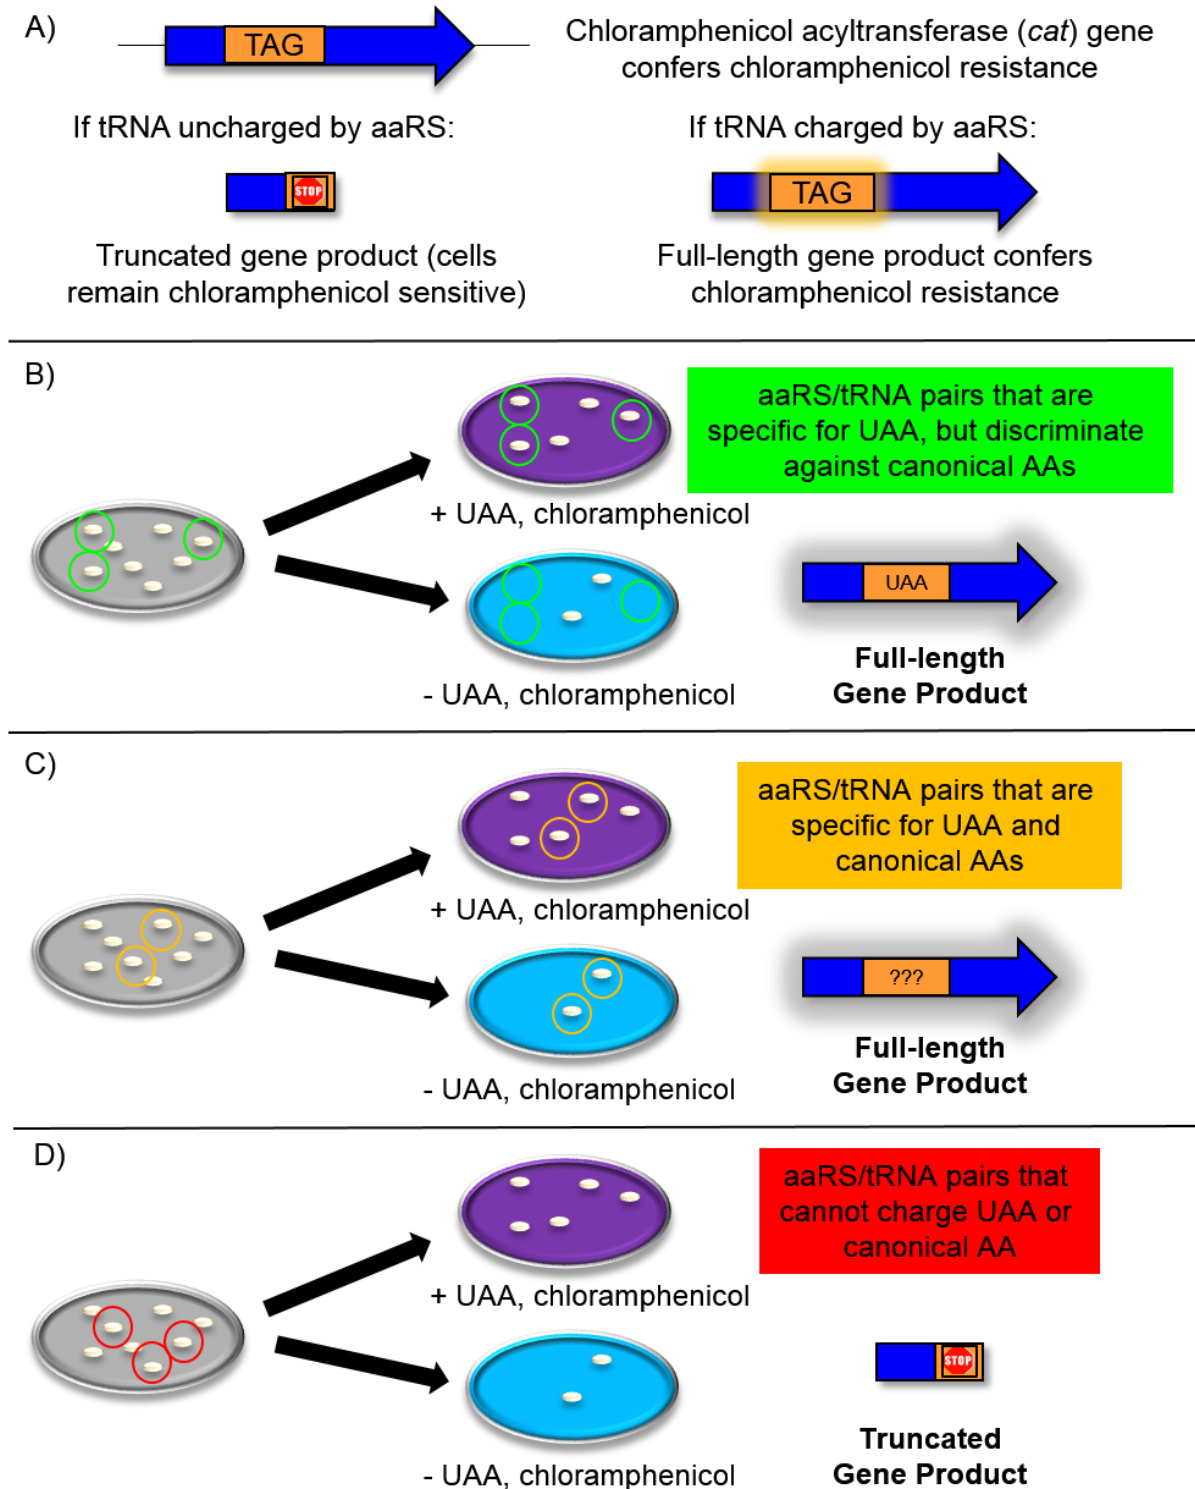 A)
TAG
Chloramphenicol acyltransferase (cat) gene
confers chloramphenicol resistance
If tRNA uncharged by aaRS:
STOP
Truncated gene product (cells
remain chloramphenicol sensitive)
If tRNA charged by aaRS:
TAG
Full-length gene product confers
chloramphenicol resistance
B)
+ UAA, chloramphenicol
- UAA, chloramphenicol
aaRS/tRNA pairs that are
specific for UAA, but discriminate
against canonical AAs
UAA
Full-length
Gene Product
C)
+ UAA, chloramphenicol
- UAA, chloramphenicol
aaRS/tRNA pairs that are
specific for UAA and
canonical AAs
???
Full-length
Gene Product
D)
+ UAA, chloramphenicol
- UAA, chloramphenicol
aaRS/tRNA pairs that
cannot charge UAA or
canonical AA
STOP
Truncated
Gene Product